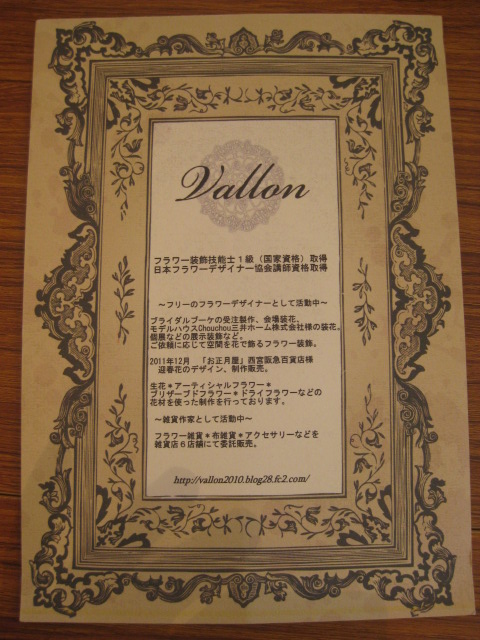 Vallon
フラワー装飾技能士１級（国家資格）取得
日本フラワーデザイナー協会講師資格取得
～フリーのフラワーデザイナーとして活動中～
ブライダルブーケの受注製作、会場装花。
モデルハウスChouchou三井ホーム株式会社様の装花。
個展などの展示装飾など。
ご依頼に応じて空間を花で飾るフラワー装飾。
2011年12月　「お正月屋」西宮阪急百貨店様
迎春花のデザイン。制作販売。
生花＊アーティシャルフラワー＊
プリザーブドフラワー＊ドライフラワーなどの
花材を使った制作を行っております。
～雑貨作家として活動中～
フラワー雑貨＊布雑貨＊アクセサリーなどを
雑貨店６店舗にて委託販売。
http://vallon2010.blog28.fc2.com/